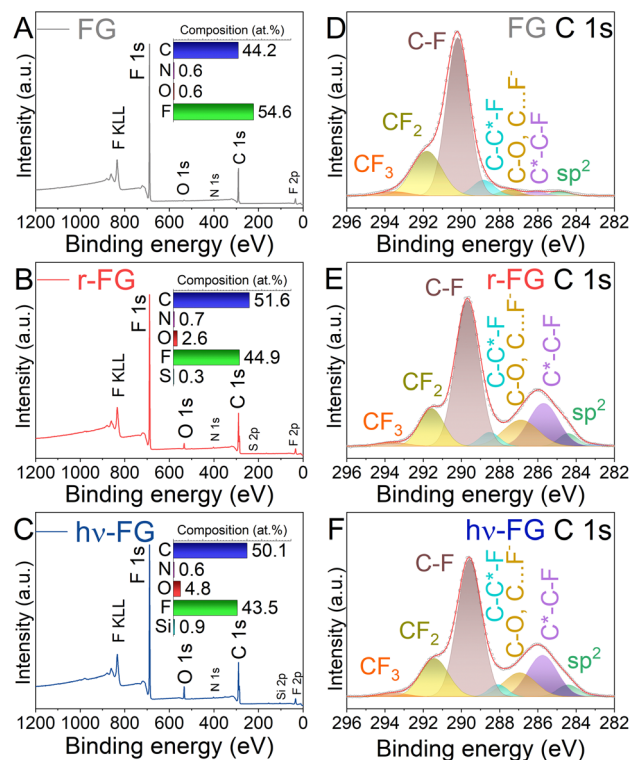 A
FG
Composition (at.%)
C 44.2
N 0.6
O 0.6
F 54.6
F KLL
F 1s
O 1s
N 1s
C 1s
F 2p
Intensity (a.u.)
1200 1000 800 600 400 200 0
Binding energy (eV)
D
FG C 1s
CF3
CF2
C-F
C-C*-F
C-O, C....F-
C*-C-F
sp2
Intensity (a.u.)
296 294 292 290 288 286 284 282
Binding energy (eV)
B
r-FG
Composition (at.%)
C 51.6
N 0.7
O 2.6
F 44.9
S 0.3
F KLL
F 1s
O 1s
N 1s
C 1s
S 2p
F 2p
Intensity (a.u.)
1200 1000 800 600 400 200 0
Binding energy (eV)
E
r-FG C 1s
CF3
CF2
C-F
C-C*-F
C-O, C....F-
C*-C-F
sp2
Intensity (a.u.)
296 294 292 290 288 286 284 282
Binding energy (eV)
C
hν-FG
Composition (at.%)
C 50.1
N 0.6
O 4.8
F 43.5
Si 0.9
F KLL
F 1s
O 1s
N 1s
C 1s
Si 2p
F 2p
Intensity (a.u.)
1200 1000 800 600 400 200 0
Binding energy (eV)
F
hν-FG C 1s
CF3
CF2
C-F
C-C*-F
C-O, C....F-
C*-C-F
sp2
Intensity (a.u.)
296 294 292 290 288 286 284 282
Binding energy (eV)